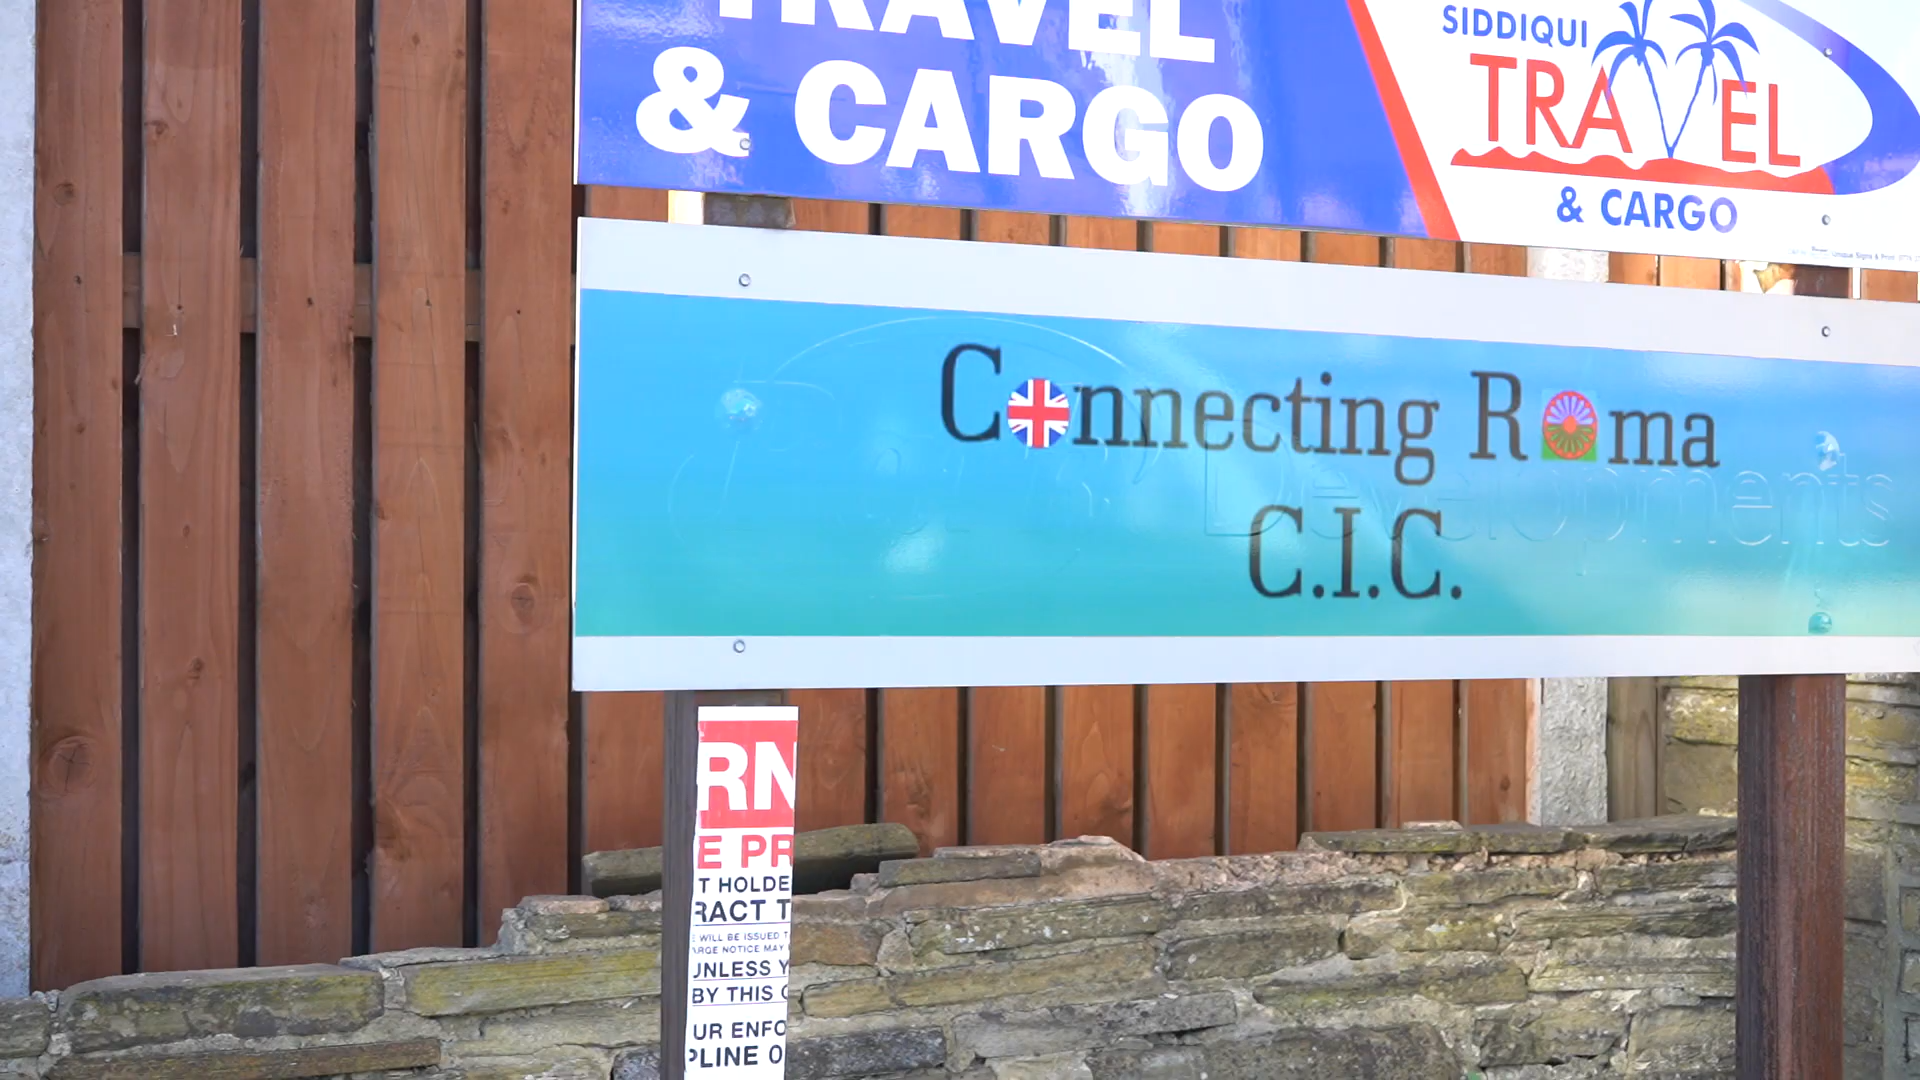 TRAVEL
& CARGO
SIDDIQUI
TRAVEL
& CARGO
Connecting Roma
C.I.C.
Developments
RN
E PR
T HOLDE
RACT T
E WILL BE ISSUED T
ARGE NOTICE MAY
UNLESS Y
BY THIS
UR ENFO
PLINE O